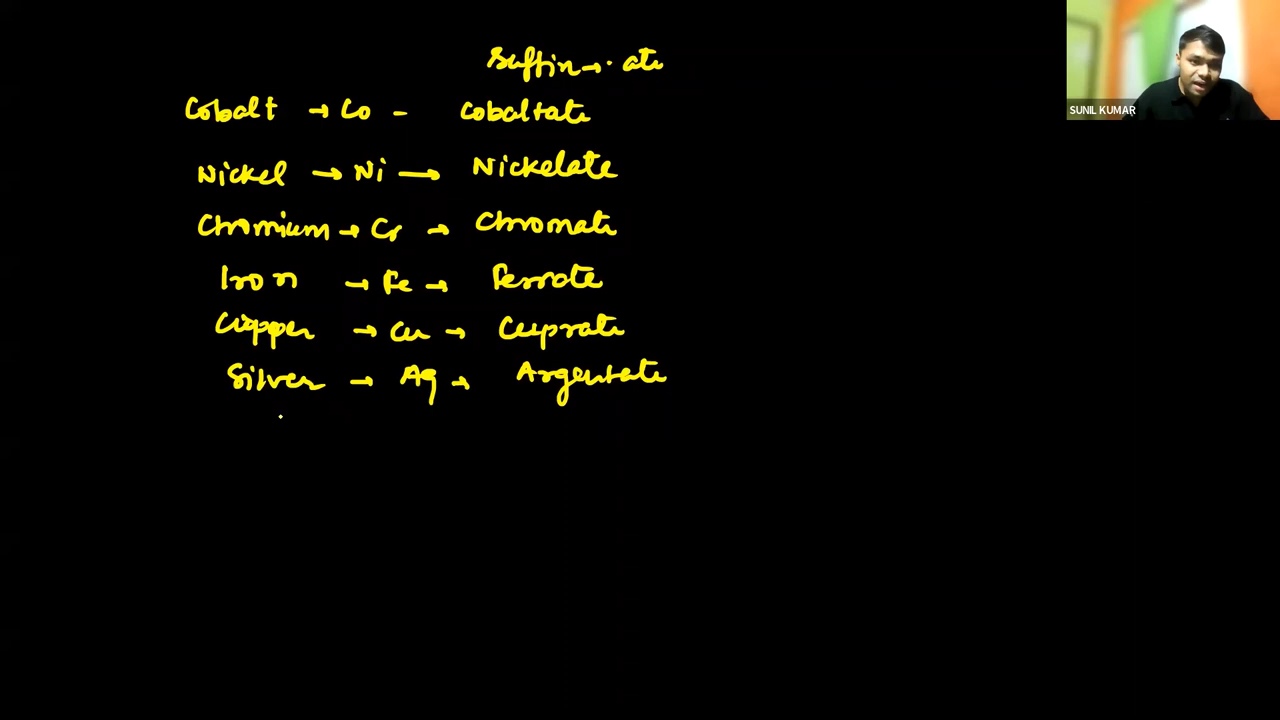 Suffix → ate
SUNIL KUMAR
Cobalt → Co - Cobaltate
Nickel → Ni → Nickelate
Chromium → Cr → Chromate
Iron → Fe → Ferrate
Copper → Cu → Cuprate
Silver → Ag → Argentate